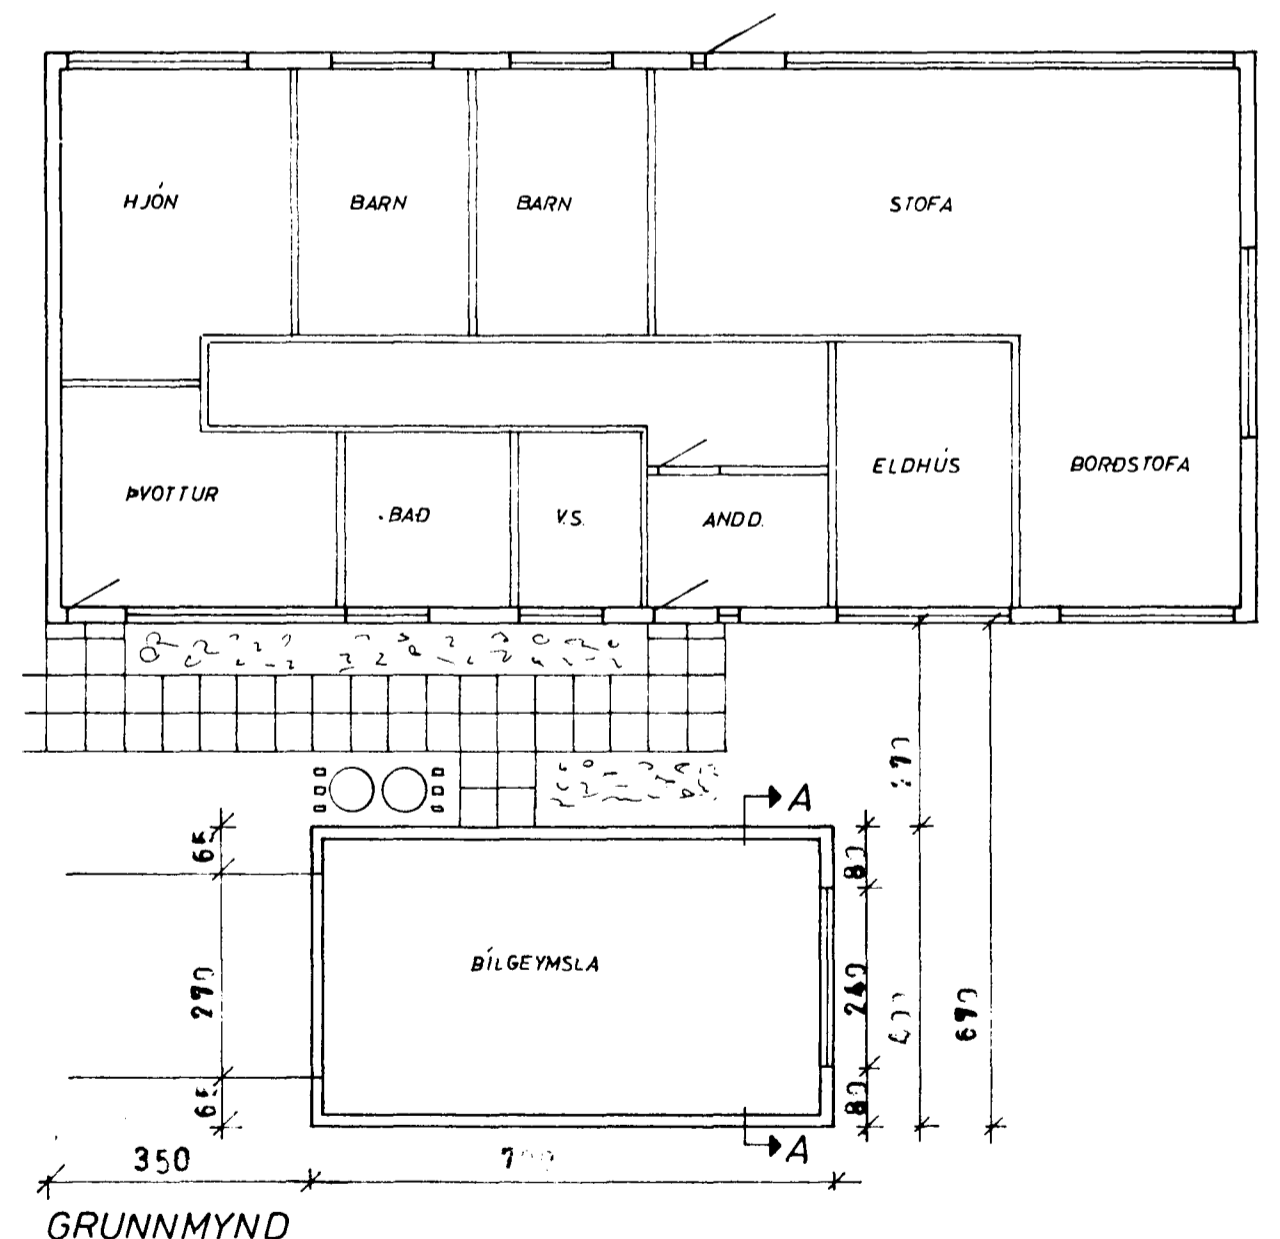 HJÓN
BARN
BARN
STOFA
ÞVOTTUR
BAÐ
V.S.
ANDD.
ELDHÚS
BORÐSTOFA
A
65
80
BÍLGEYMSLA
270
240
400
690
65
80
A
350
GRUNNMYND